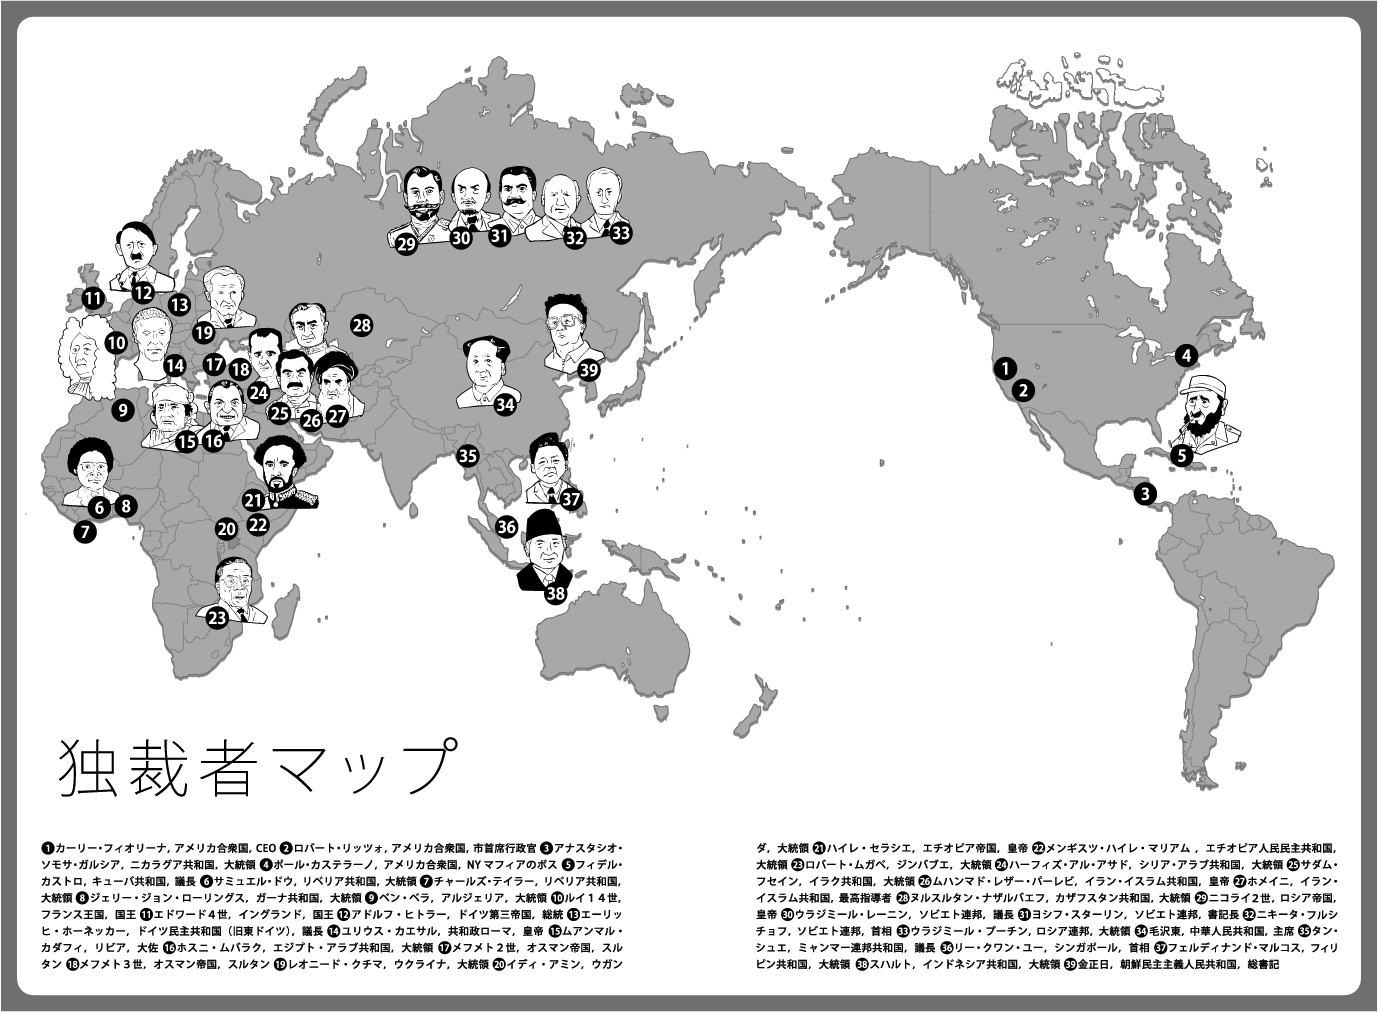 29
30
31
32
33
11
12
13
10
19
28
14
17
18
24
39
9
25
26
27
34
15
16
35
6
8
21
37
7
20
22
36
23
38
1
2
4
5
3
独裁者マップ
❶カーリー・フィオリーナ, アメリカ合衆国, CEO ❷ロバート・リッツォ, アメリカ合衆国, 市首席行政官 ❸アナスタシオ・
ソモサ・ガルシア, ニカラグア共和国, 大統領 ❹ポール・カステラーノ, アメリカ合衆国, NYマフィアのボス ❺フィデル・
カストロ, キューバ共和国, 議長 ❻サミュエル・ドウ, リベリア共和国, 大統領 ❼チャールズ・テイラー, リベリア共和国,
大統領 ❽ジェリー・ジョン・ローリングス, ガーナ共和国, 大統領 ❾ベン・ベラ, アルジェリア, 大統領 ❿ルイ１４世,
フランス王国, 国王 ⓫エドワード４世, イングランド, 国王 ⓬アドルフ・ヒトラー, ドイツ第三帝国, 総統 ⓭エーリッ
ヒ・ホーネッカー, ドイツ民主共和国（旧東ドイツ）, 議長 ⓮ユリウス・カエサル, 共和政ローマ, 皇帝 ⓯ムアンマル・
カダフィ, リビア, 大佐 ⓰ホスニ・ムバラク, エジプト・アラブ共和国, 大統領 ⓱メフメト２世, オスマン帝国, スル
タン ⓲メフメト３世, オスマン帝国, スルタン ⓳レオニード・クチマ, ウクライナ, 大統領 ⓴イディ・アミン, ウガン
ダ, 大統領 ㉑ハイレ・セラシエ, エチオピア帝国, 皇帝 ㉒メンギスツ・ハイレ・マリアム , エチオピア人民民主共和国,
大統領 ㉓ロバート・ムガベ, ジンバブエ, 大統領 ㉔ハーフィズ・アル・アサド, シリア・アラブ共和国, 大統領 ㉕サダム・
フセイン, イラク共和国, 大統領 ㉖ムハンマド・レザー・パーレビ, イラン・イスラム共和国, 皇帝 ㉗ホメイニ, イラン・
イスラム共和国, 最高指導者 ㉘ヌルスルタン・ナザルバエフ, カザフスタン共和国, 大統領 ㉙ニコライ２世, ロシア帝国,
皇帝 ㉚ウラジミール・レーニン, ソビエト連邦, 議長 ㉛ヨシフ・スターリン, ソビエト連邦, 書記長 ㉜ニキータ・フルシ
チョフ, ソビエト連邦, 首相 ㉝ウラジミール・プーチン, ロシア連邦, 大統領 ㉞毛沢東, 中華人民共和国, 主席 ㉟タン・
シュエ, ミャンマー連邦共和国, 議長 ㊱リー・クワン・ユー, シンガポール, 首相 ㊲フェルディナンド・マルコス, フィリ
ピン共和国, 大統領 ㊳スハルト, インドネシア共和国, 大統領 ㊴金正日, 朝鮮民主主義人民共和国, 総書記